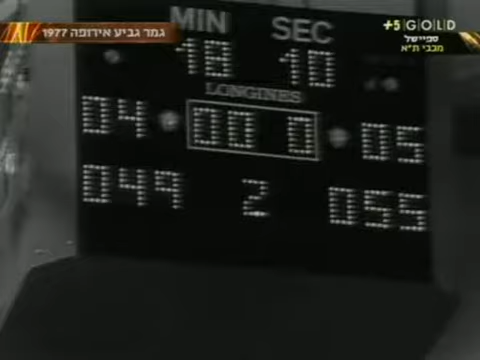 גמר גביע אירופה 1977
+5 GOLD
ספיישל
מכבי ת"א
MIN SEC
18 10
LONGINES
04 00 0 05
049 2 055